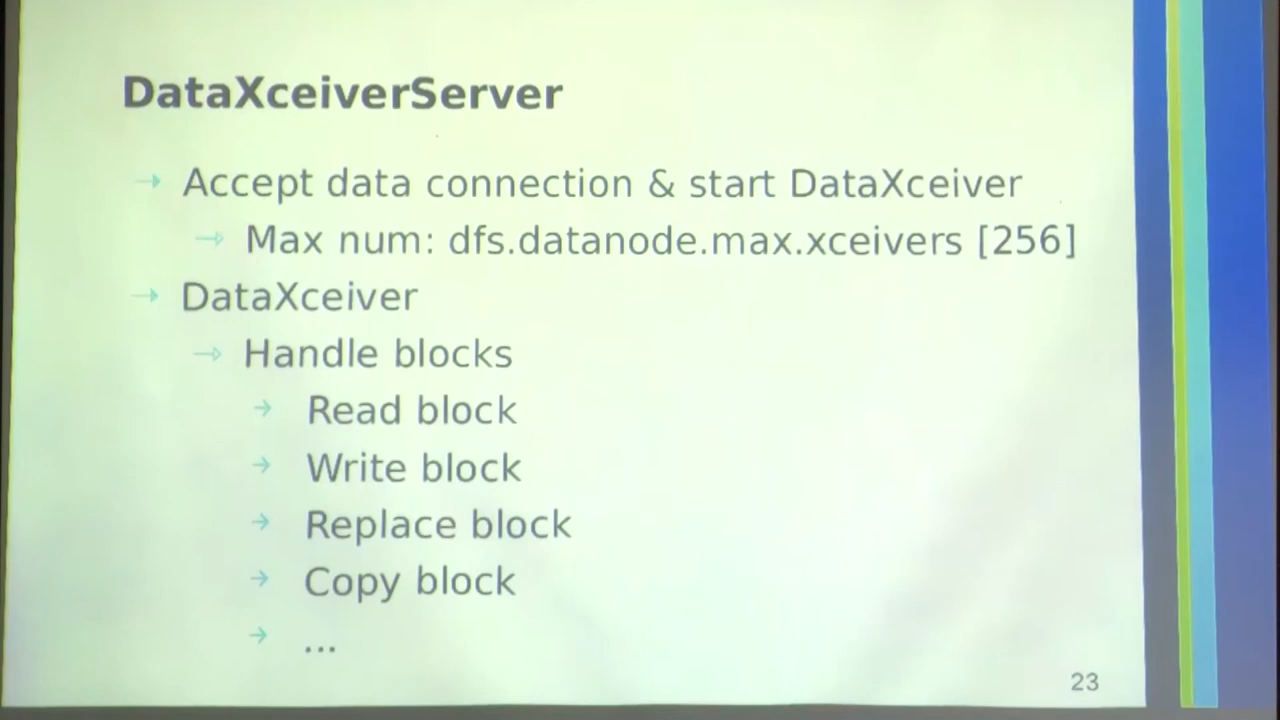 DataXceiverServer
→ Accept data connection & start DataXceiver
→ Max num: dfs.datanode.max.xceivers [256]
→ DataXceiver
→ Handle blocks
→ Read block
→ Write block
→ Replace block
→ Copy block
→ ...
23